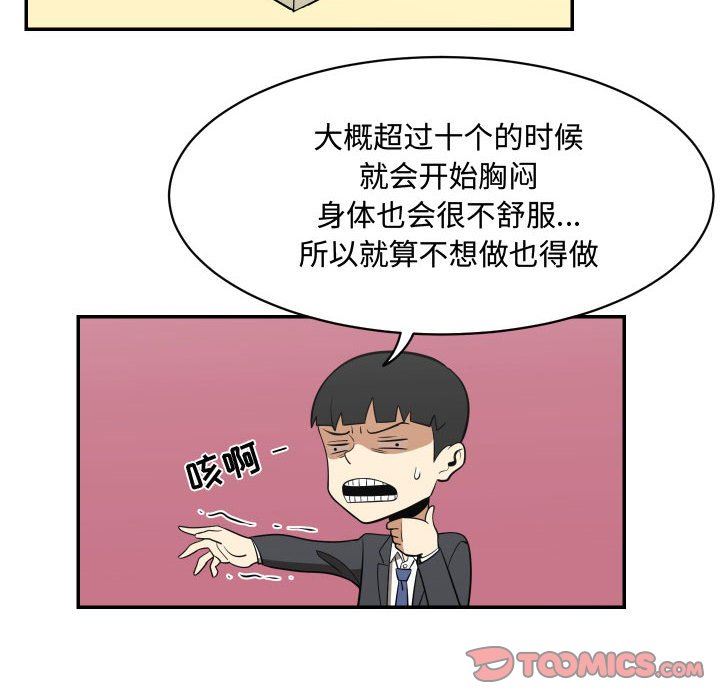 大概超过十个的时候
就会开始胸闷
身体也会很不舒服...
所以就算不想做也得做
咳啊-
TOOMICS.COM